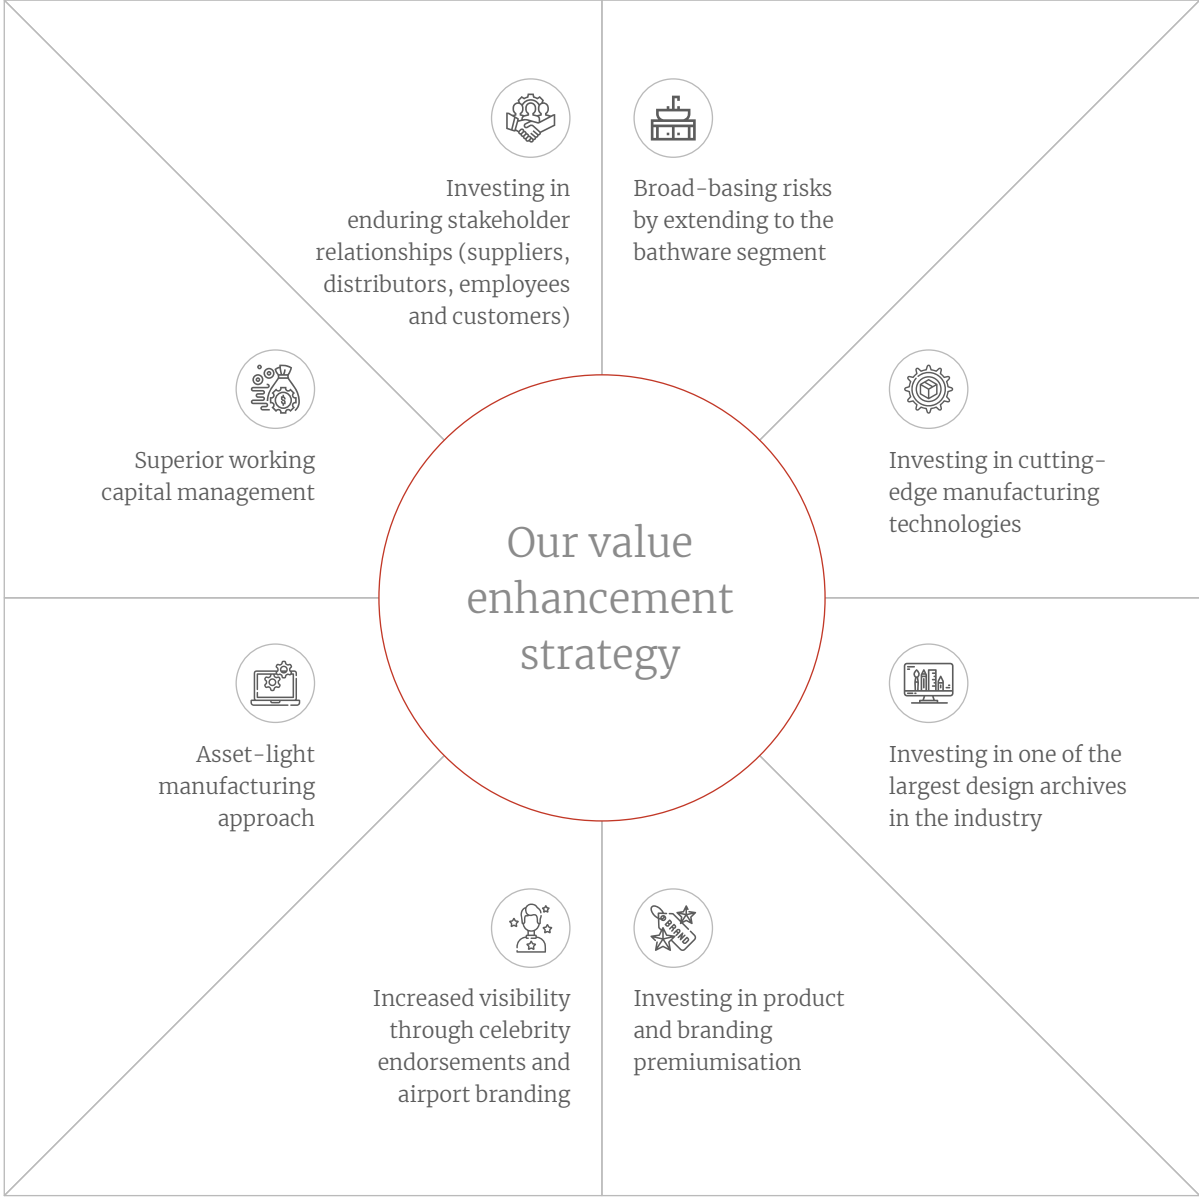 Investing in
enduring stakeholder
relationships (suppliers,
distributors, employees
and customers)
Broad-basing risks
by extending to the
bathware segment
Superior working
capital management
Investing in cutting-
edge manufacturing
technologies
Our value
enhancement
strategy
Asset-light
manufacturing
approach
Investing in one of the
largest design archives
in the industry
BRAND
Increased visibility
through celebrity
endorsements and
airport branding
Investing in product
and branding
premiumisation